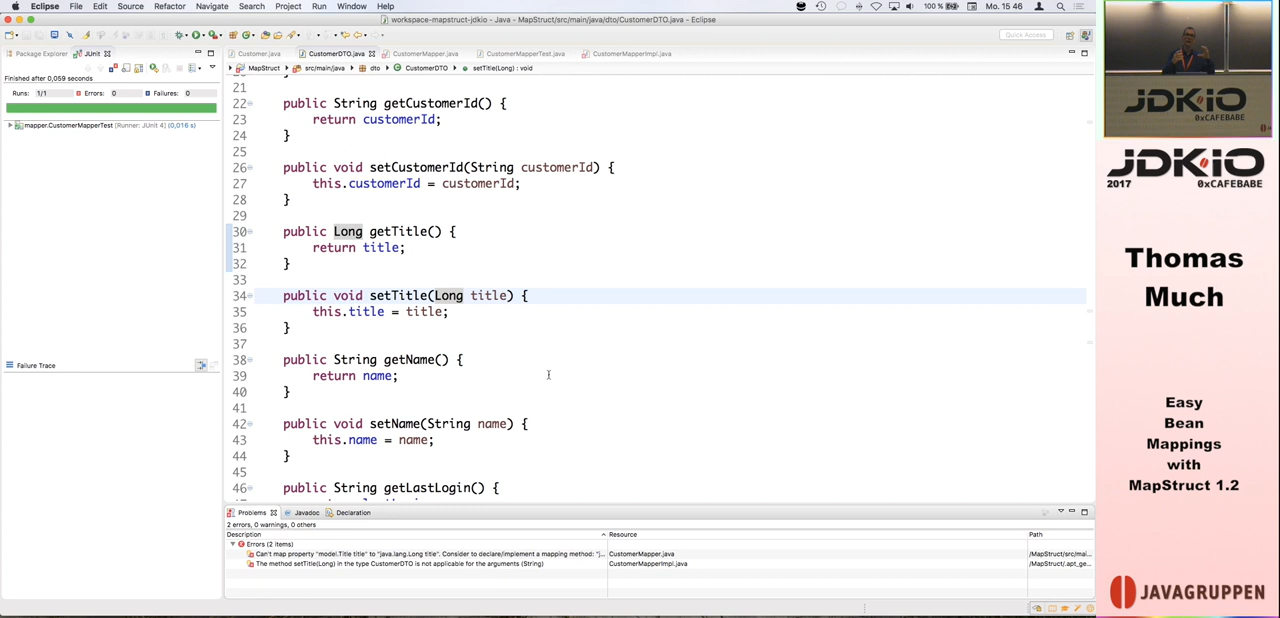 Eclipse File Edit Source Refactor Navigate Search Project Run Window Help 100 % Mo. 15 46
workspace-mapstruct-jdkio - Java - MapStruct/src/main/java/dto/CustomerDTO.java - Eclipse
Quick Access
Package Explorer JUnit
Customer.java CustomerDTO.java CustomerMapper.java CustomerMapperTest.java CustomerMapperImpl.java
MapStruct src/main/java dto CustomerDTO setTitle(Long) : void
Finished after 0,059 seconds
Runs: 1/1 Errors: 0 Failures: 0
mapper.CustomerMapperTest [Runner: JUnit 4] (0,016 s)
Failure Trace
21
22 public String getCustomerId() {
23 return customerId;
24 }
25
26 public void setCustomerId(String customerId) {
27 this.customerId = customerId;
28 }
29
30 public Long getTitle() {
31 return title;
32 }
33
34 public void setTitle(Long title) {
35 this.title = title;
36 }
37
38 public String getName() {
39 return name;
40 }
41
42 public void setName(String name) {
43 this.name = name;
44 }
45
46 public String getLastLogin() {
Problems Javadoc Declaration
2 errors, 0 warnings, 0 others
Description Resource Path
Errors (2 items)
Can't map property "model.Title title" to "java.lang.Long title". Consider to declare/implement a mapping method: "j... CustomerMapper.java /MapStruct/src/mai...
The method setTitle(Long) in the type CustomerDTO is not applicable for the arguments (String) CustomerMapperImpl.java /MapStruct/.apt_ge...
JDKIO
0xCAFEBABE
JDKIO
2017 0xCAFEBABE
Thomas
Much
Easy
Bean
Mappings
with
MapStruct 1.2
JAVAGRUPPEN